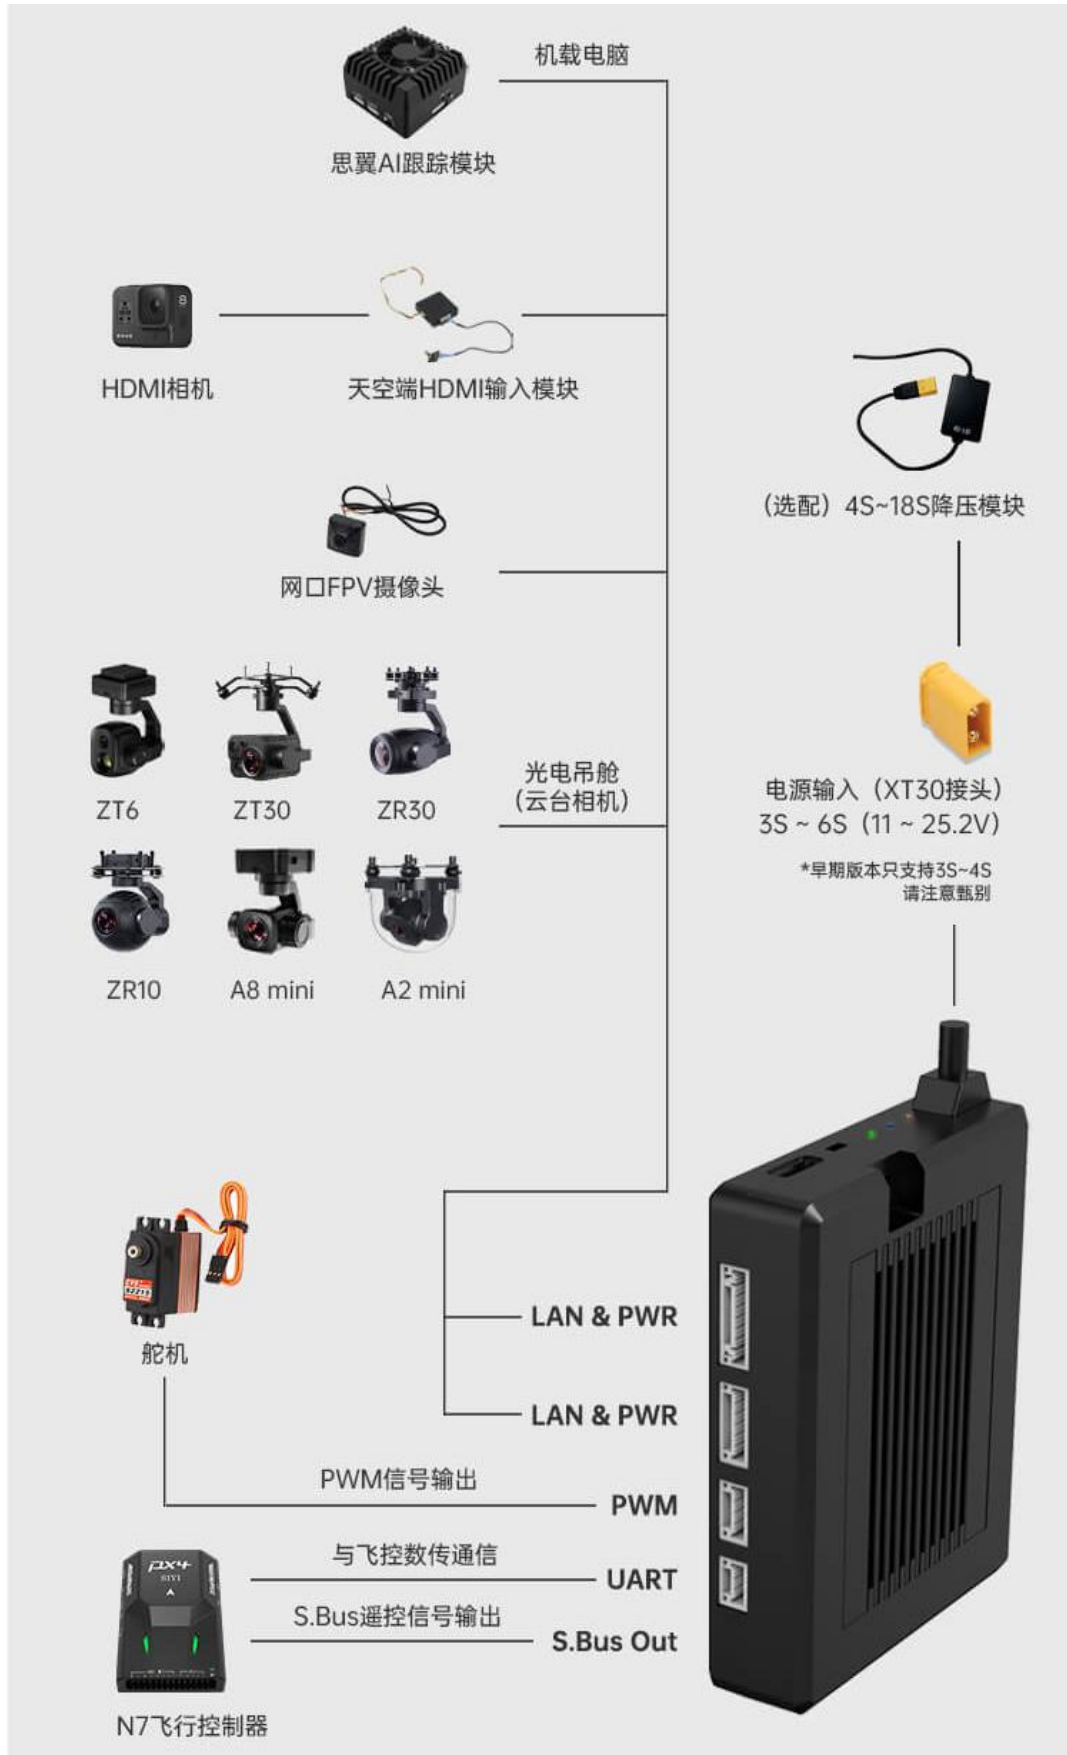 机载电脑
思翼AI跟踪模块
8
HDMI相机
天空端HDMI输入模块
（选配）4S~18S降压模块
网口FPV摄像头
ZT6
ZT30
ZR30
光电吊舱
（云台相机）
电源输入（XT30接头）
3S ~ 6S（11 ~ 25.2V）
*早期版本只支持3S~4S
请注意甄别
ZR10
A8 mini
A2 mini
舵机
LAN & PWR
LAN & PWR
PWM信号输出
PWM
px4
SIYI
与飞控数传通信
UART
S.Bus遥控信号输出
S.Bus Out
N7飞行控制器